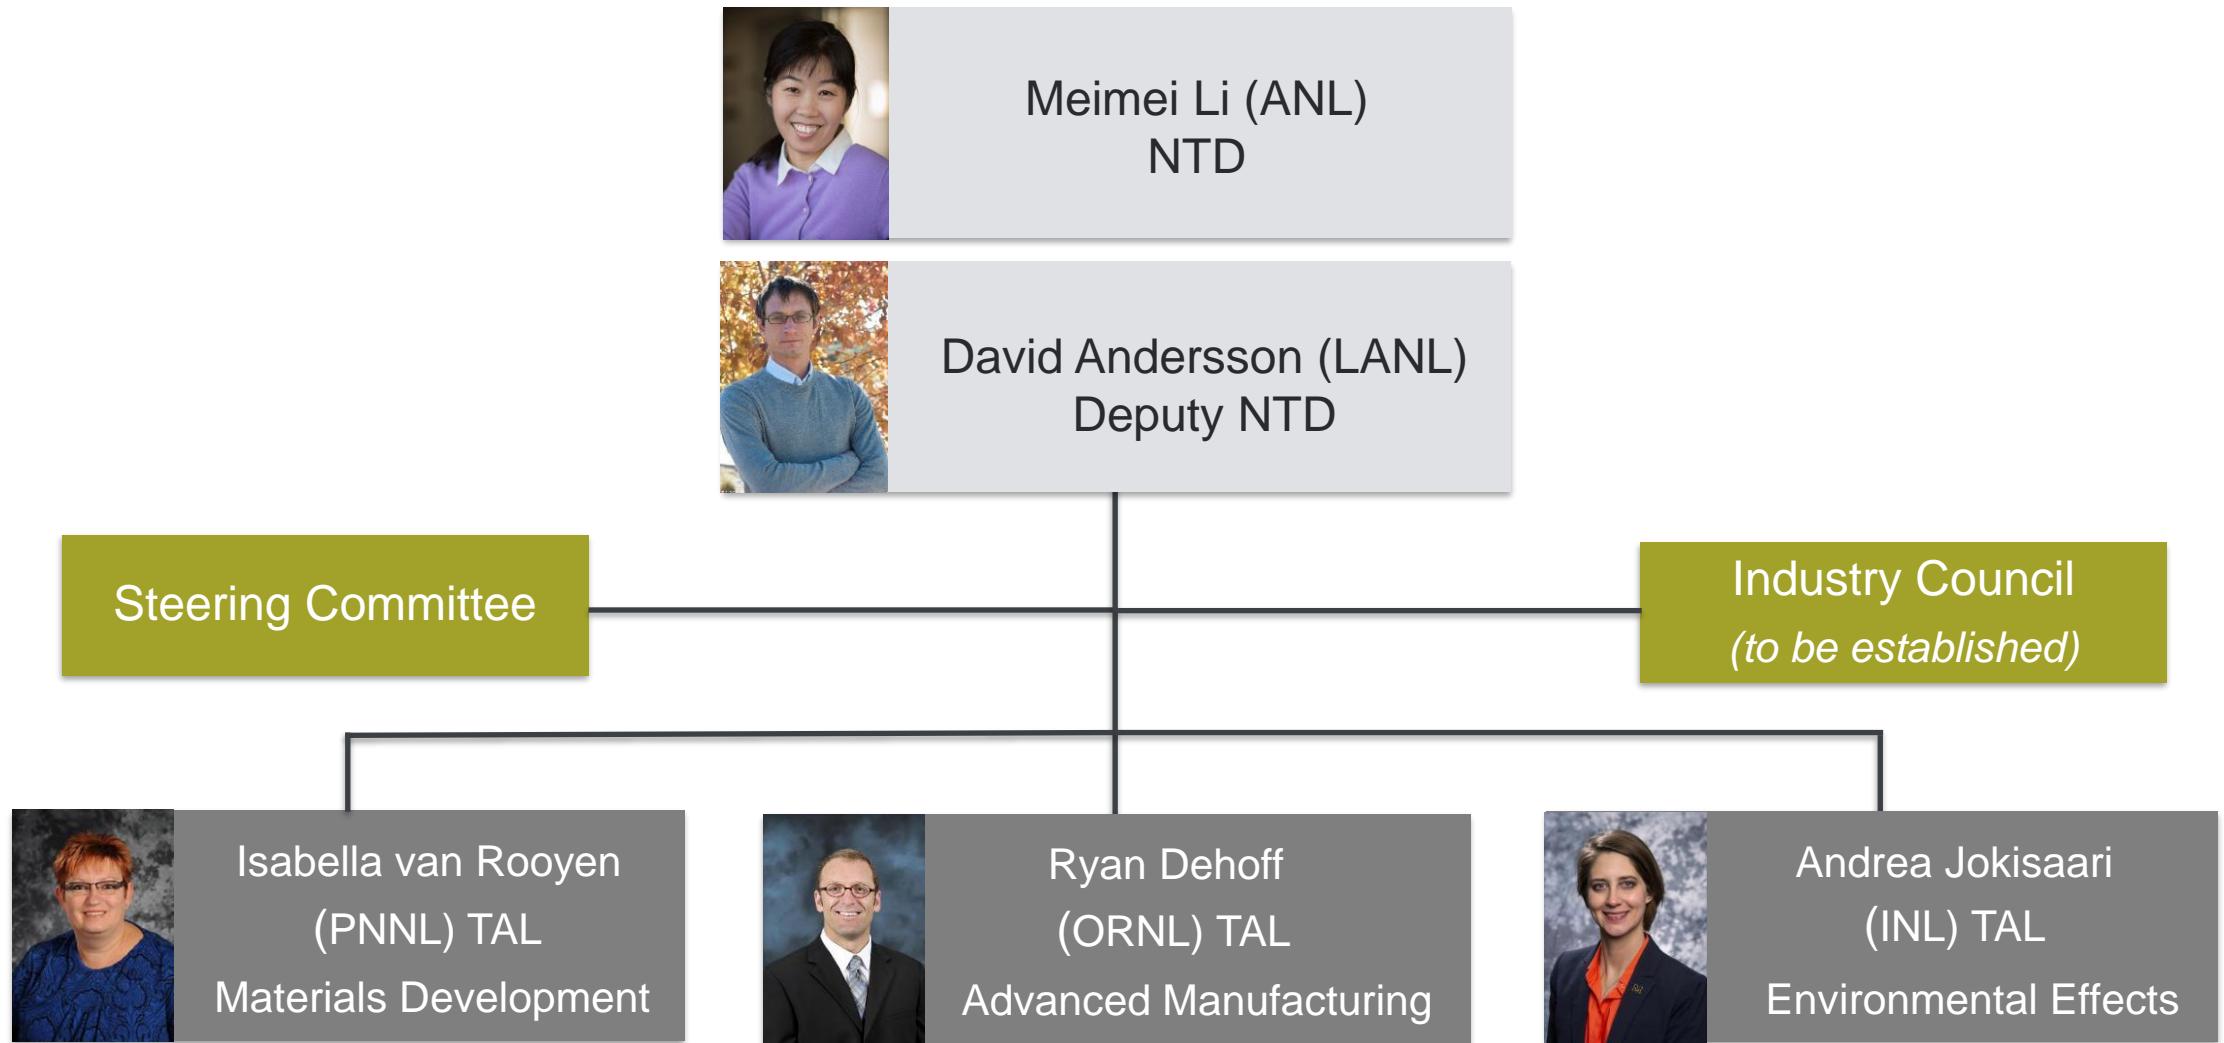 Meimei Li (ANL)
NTD
David Andersson (LANL)
Deputy NTD
Steering Committee
Industry Council
(to be established)
Isabella van Rooyen
(PNNL) TAL
Materials Development
Ryan Dehoff
(ORNL) TAL
Advanced Manufacturing
Andrea Jokisaari
(INL) TAL
Environmental Effects